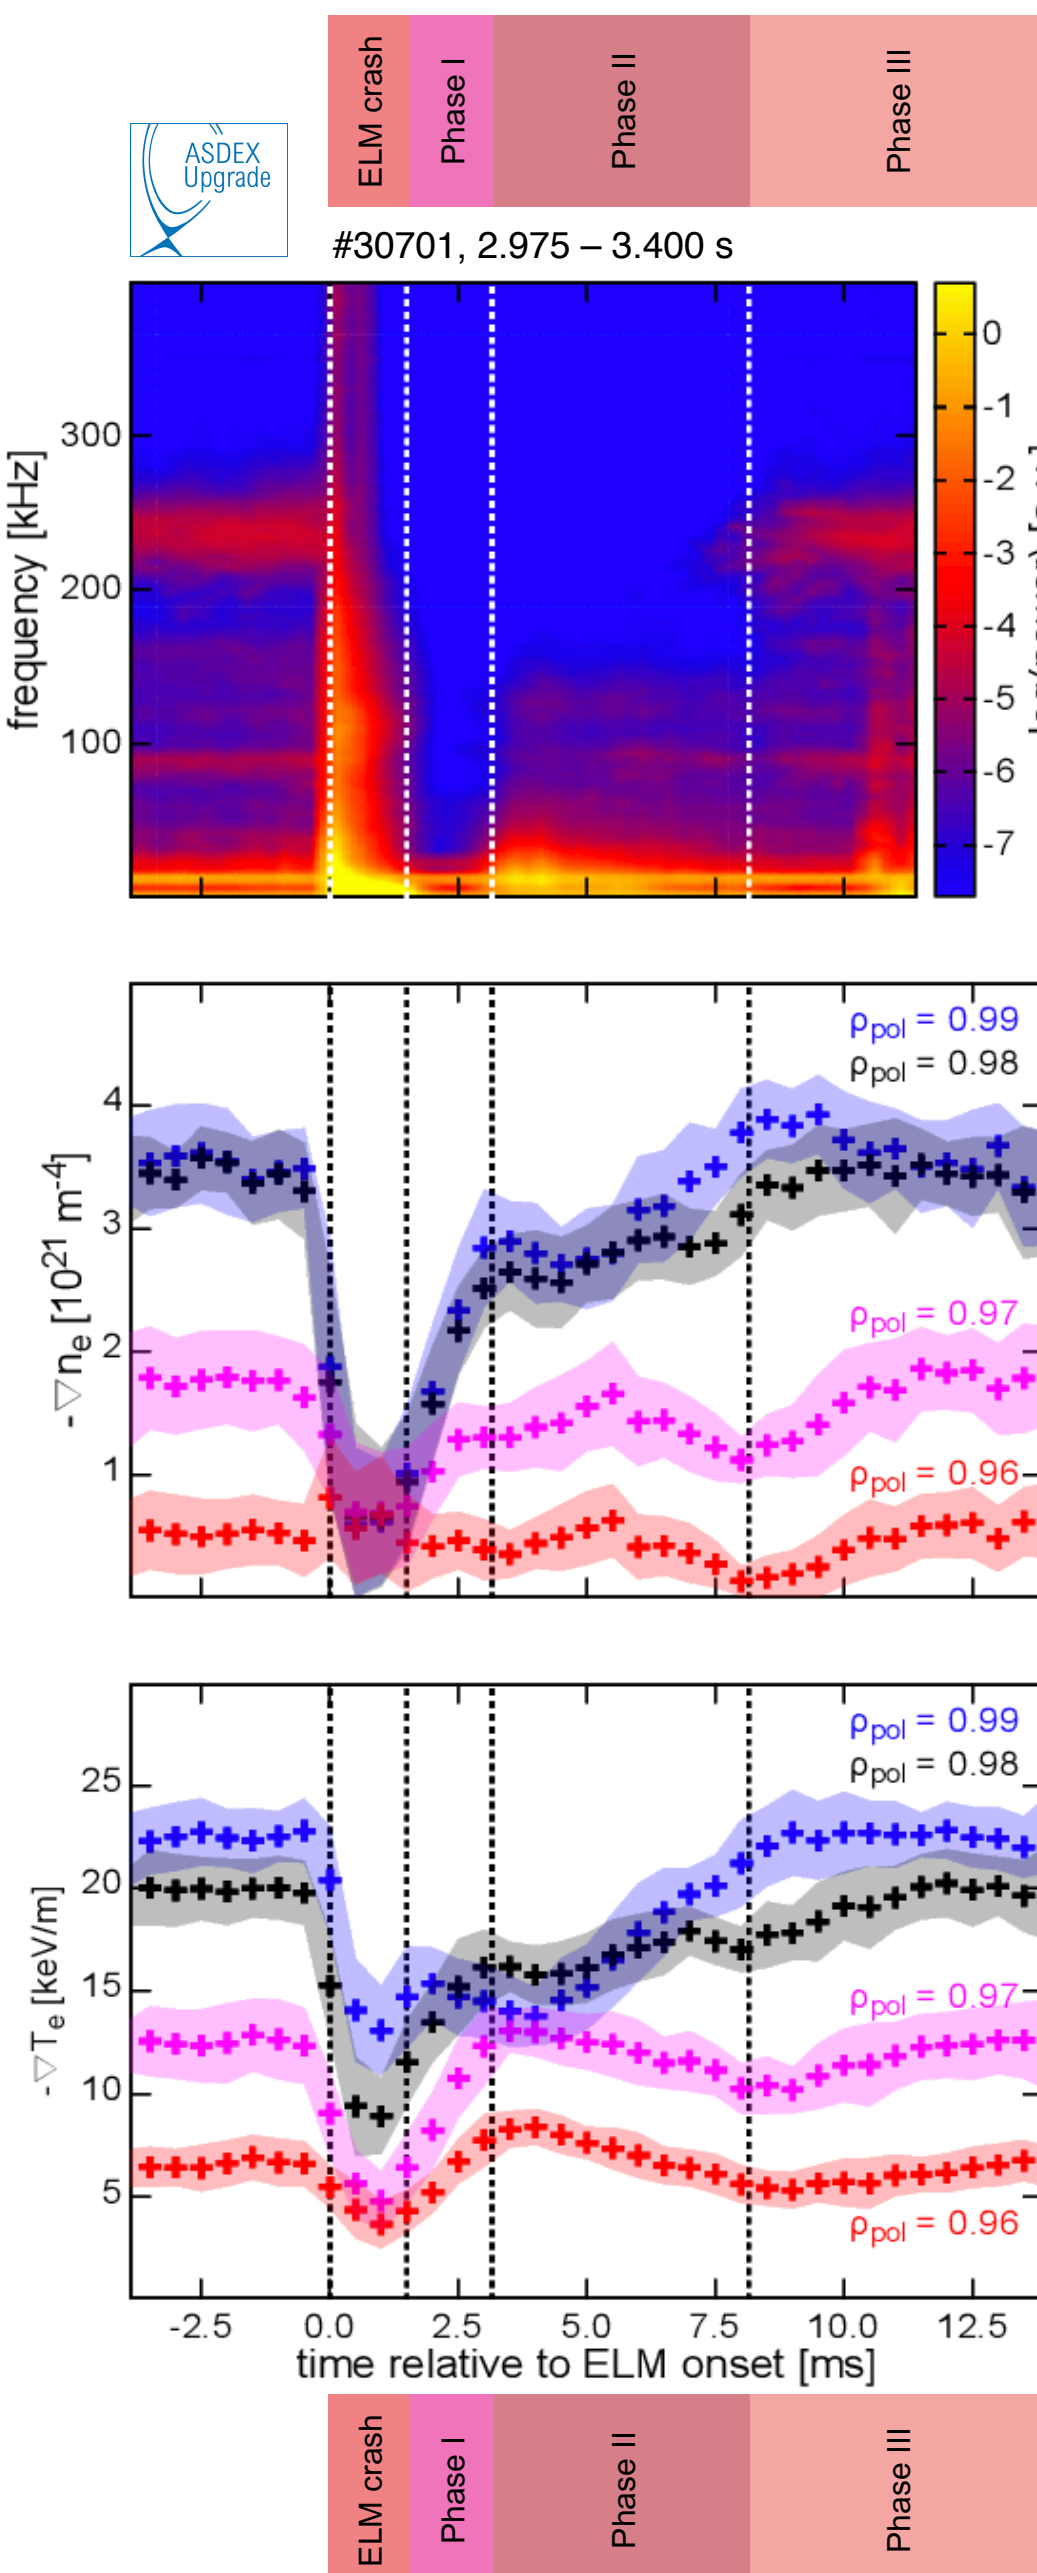 ELM crash
Phase I
Phase II
Phase III
ASDEX
Upgrade
#30701, 2.975 – 3.400 s
frequency [kHz]
300
200
100
0
-1
-2
-3
-4
-5
-6
-7
-▽nₑ [10²¹ m⁻⁴]
4
3
2
1
ρpol = 0.99
ρpol = 0.98
ρpol = 0.97
ρpol = 0.96
-▽Tₑ [keV/m]
25
20
15
10
5
ρpol = 0.99
ρpol = 0.98
ρpol = 0.97
ρpol = 0.96
-2.5 0.0 2.5 5.0 7.5 10.0 12.5
time relative to ELM onset [ms]
ELM crash
Phase I
Phase II
Phase III